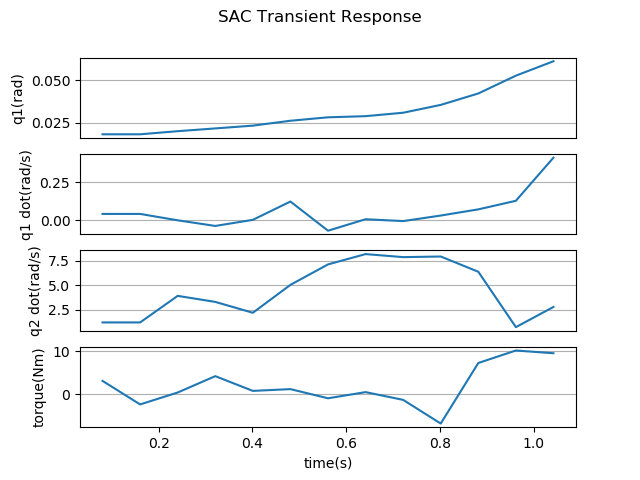 SAC Transient Response
q1(rad)
0.050
0.025
q1 dot(rad/s)
0.25
0.00
q2 dot(rad/s)
7.5
5.0
2.5
torque(Nm)
10
0
0.2 0.4 0.6 0.8 1.0
time(s)